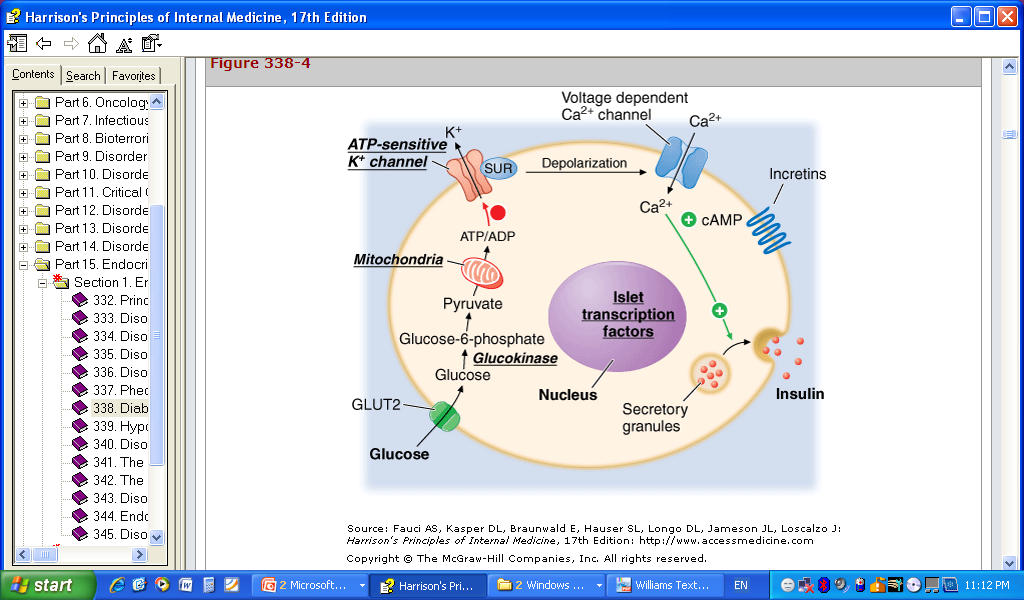 Harrison's Principles of Internal Medicine, 17th Edition
Contents
Search
Favorites
Part 6. Oncology
Part 7. Infectious
Part 8. Bioterrori
Part 9. Disorder
Part 10. Disorde
Part 11. Critical C
Part 12. Disorde
Part 13. Disorde
Part 14. Disorde
Part 15. Endocri
Section 1. En
332. Princ
333. Diso
334. Diso
335. Diso
336. Diso
337. Phec
338. Diab
339. Hypo
340. Diso
341. The
342. The
343. Diso
344. Endo
345. Diso
Figure 338-4
Voltage dependent
Ca2+ channel
Ca2+
K+
ATP-sensitive
K+ channel
SUR
Depolarization
Incretins
Ca2+
+
cAMP
ATP/ADP
Mitochondria
Pyruvate
Islet
transcription
factors
+
Glucose-6-phosphate
Glucokinase
Glucose
GLUT2
Nucleus
Secretory
granules
Insulin
Glucose
Source: Fauci AS, Kasper DL, Braunwald E, Hauser SL, Longo DL, Jameson JL, Loscalzo J:
Harrison's Principles of Internal Medicine, 17th Edition: http://www.accessmedicine.com
Copyright © The McGraw-Hill Companies, Inc. All rights reserved.
start
2 Microsoft...
Harrison's Pri...
2 Windows ...
Williams Text...
EN
11:12 PM